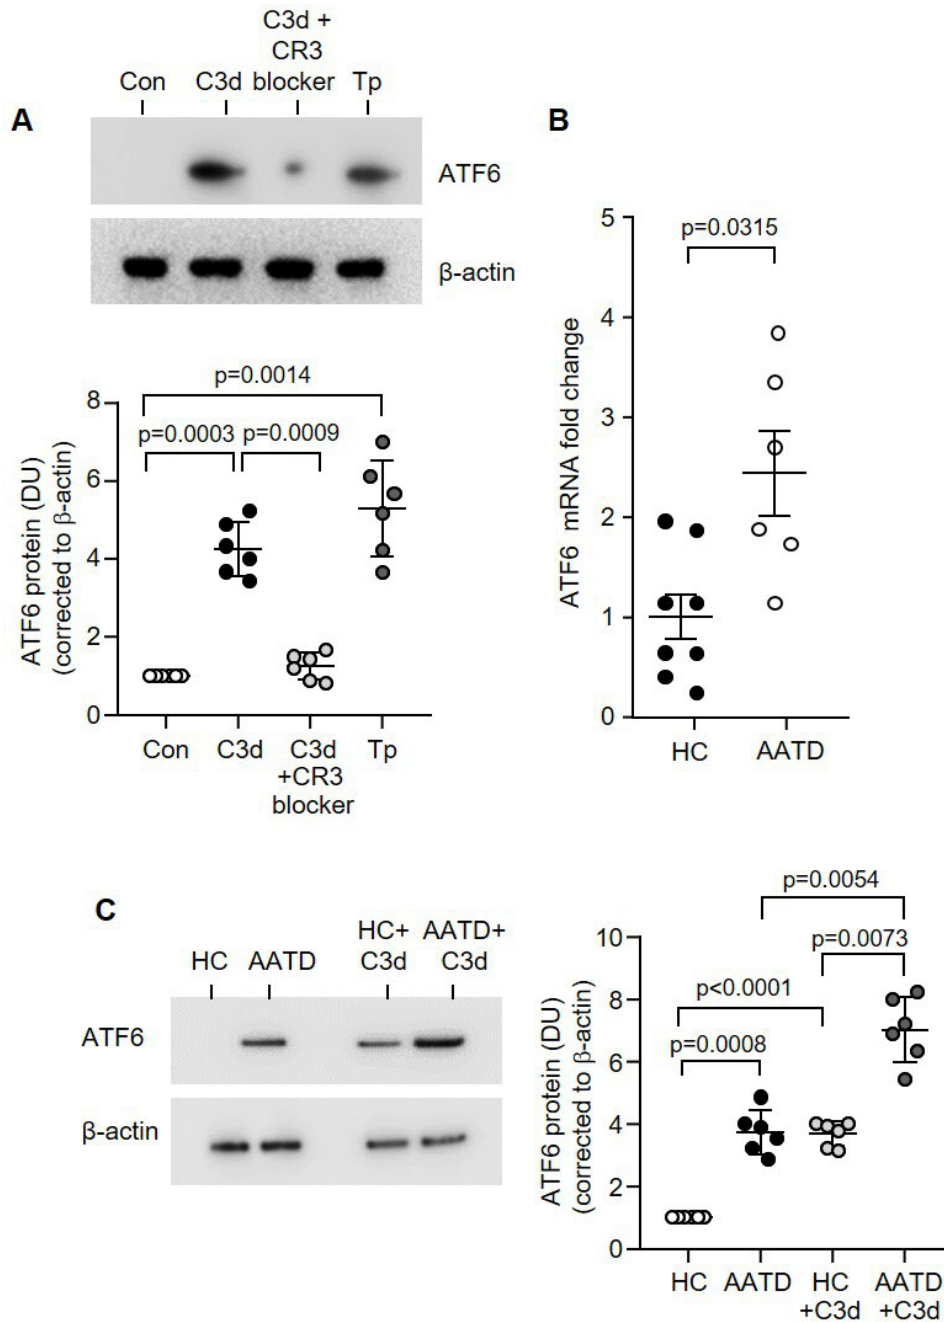 C3d +
CR3
Con C3d blocker Tp
A
ATF6
β-actin
p=0.0014
p=0.0003 p=0.0009
8
6
4
2
0
ATF6 protein (DU)
(corrected to β-actin)
Con C3d C3d Tp
+CR3
blocker
B
p=0.0315
5
4
3
2
1
0
ATF6 mRNA fold change
HC AATD
C
HC+ AATD+
HC AATD C3d C3d
ATF6
β-actin
p=0.0054
p=0.0073
p<0.0001
p=0.0008
10
8
6
4
2
0
ATF6 protein (DU)
(corrected to β-actin)
HC AATD HC AATD
+C3d +C3d